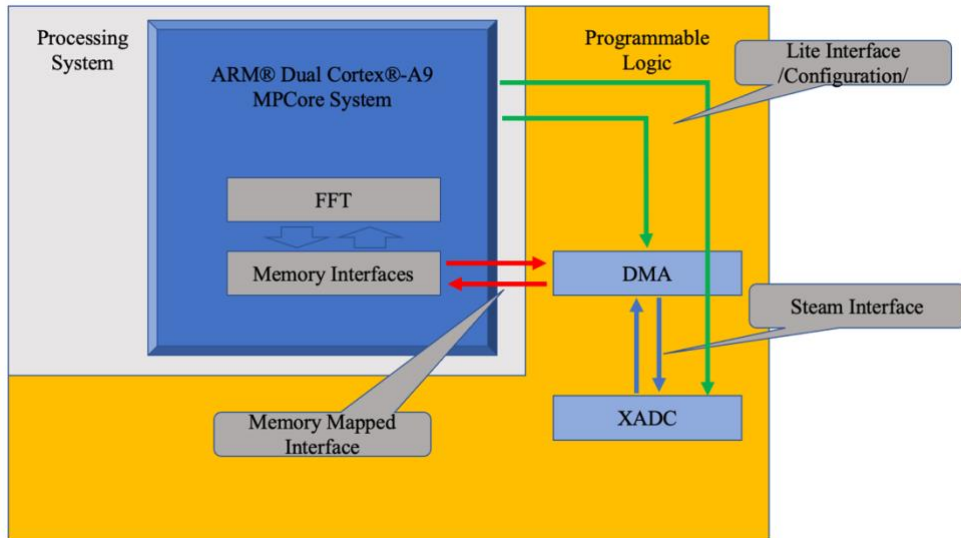 Processing
System
ARM® Dual Cortex®-A9
MPCore System
Programmable
Logic
Lite Interface
/Configuration/
FFT
Memory Interfaces
DMA
Steam Interface
XADC
Memory Mapped
Interface